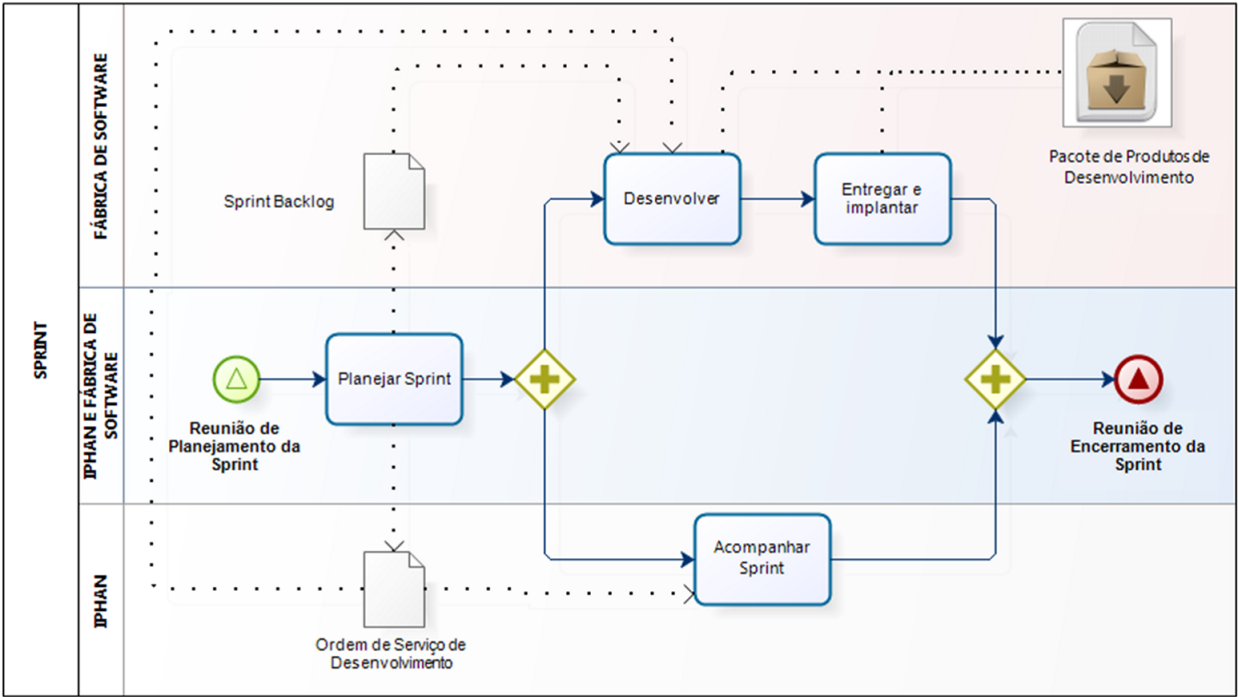 SPRINT
FÁBRICA DE SOFTWARE
Sprint Backlog
Desenvolver
Entregar e
implantar
Pacote de Produtos de
Desenvolvimento
IPHAN E FÁBRICA DE
SOFTWARE
Reunião de
Planejamento da
Sprint
Planejar Sprint
Reunião de
Encerramento da
Sprint
IPHAN
Ordem de Serviço de
Desenvolvimento
Acompanhar
Sprint